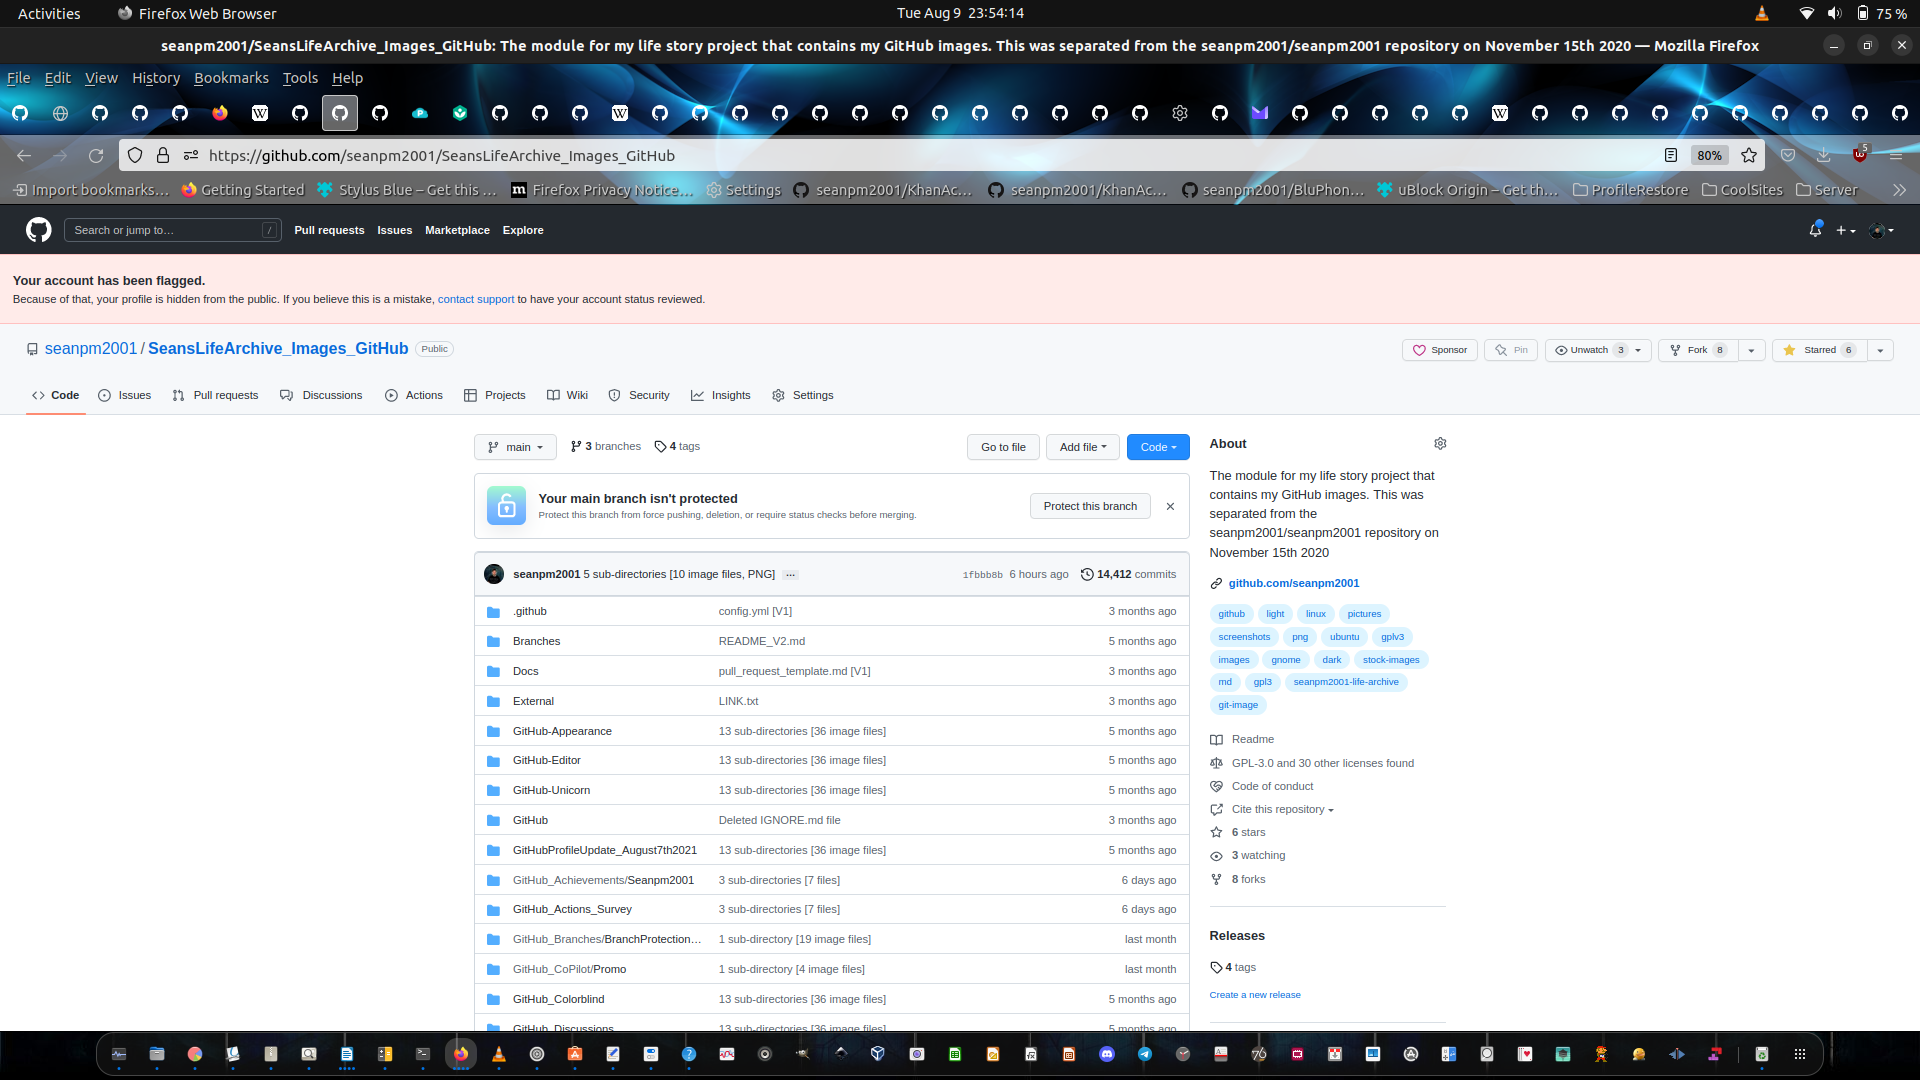 Activities
Firefox Web Browser
Tue Aug 9 23:54:14
75 %
seanpm2001/SeansLifeArchive_Images_GitHub: The module for my life story project that contains my GitHub images. This was separated from the seanpm2001/seanpm2001 repository on November 15th 2020 — Mozilla Firefox
File Edit View History Bookmarks Tools Help
https://github.com/seanpm2001/SeansLifeArchive_Images_GitHub
80%
5
Import bookmarks… Getting Started Stylus Blue – Get this … Firefox Privacy Notice… Settings seanpm2001/KhanAc… seanpm2001/KhanAc… seanpm2001/BluPhon… uBlock Origin – Get th… ProfileRestore CoolSites Server
Search or jump to… /
Pull requests Issues Marketplace Explore
Your account has been flagged.
Because of that, your profile is hidden from the public. If you believe this is a mistake, contact support to have your account status reviewed.
seanpm2001 / SeansLifeArchive_Images_GitHub Public
Sponsor Pin Unwatch 3 Fork 8 Starred 6
Code Issues Pull requests Discussions Actions Projects Wiki Security Insights Settings
main 3 branches 4 tags
Go to file Add file Code
Your main branch isn't protected
Protect this branch from force pushing, deletion, or require status checks before merging.
Protect this branch
seanpm2001 5 sub-directories [10 image files, PNG] … 1fbbb8b 6 hours ago 14,412 commits
.github config.yml [V1] 3 months ago
Branches README_V2.md 5 months ago
Docs pull_request_template.md [V1] 3 months ago
External LINK.txt 3 months ago
GitHub-Appearance 13 sub-directories [36 image files] 5 months ago
GitHub-Editor 13 sub-directories [36 image files] 5 months ago
GitHub-Unicorn 13 sub-directories [36 image files] 5 months ago
GitHub Deleted IGNORE.md file 3 months ago
GitHubProfileUpdate_August7th2021 13 sub-directories [36 image files] 5 months ago
GitHub_Achievements/Seanpm2001 3 sub-directories [7 files] 6 days ago
GitHub_Actions_Survey 3 sub-directories [7 files] 6 days ago
GitHub_Branches/BranchProtection… 1 sub-directory [19 image files] last month
GitHub_CoPilot/Promo 1 sub-directory [4 image files] last month
GitHub_Colorblind 13 sub-directories [36 image files] 5 months ago
GitHub_Discussions 13 sub-directories [36 image files] 5 months ago
About
The module for my life story project that
contains my GitHub images. This was
separated from the
seanpm2001/seanpm2001 repository on
November 15th 2020
github.com/seanpm2001
github light linux pictures
screenshots png ubuntu gplv3
images gnome dark stock-images
md gpl3 seanpm2001-life-archive
git-image
Readme
GPL-3.0 and 30 other licenses found
Code of conduct
Cite this repository
6 stars
3 watching
8 forks
Releases
4 tags
Create a new release